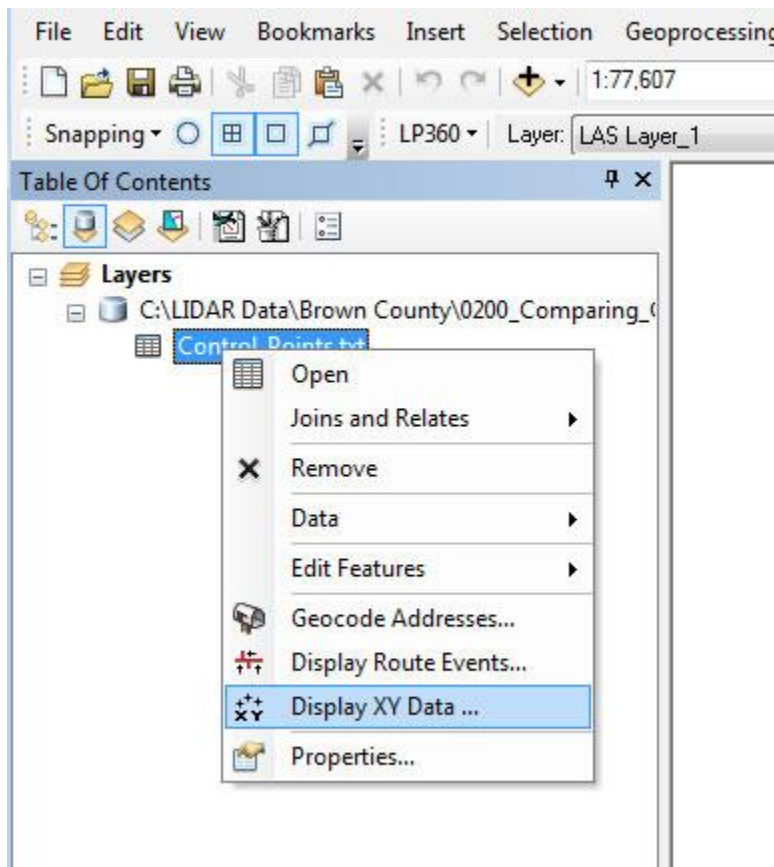 File Edit View Bookmarks Insert Selection Geoprocessing
1:77,607
Snapping LP360 Layer: LAS Layer_1
Table Of Contents
Layers
C:\LIDAR Data\Brown County\0200_Comparing_
Control_Points.txt
Open
Joins and Relates
Remove
Data
Edit Features
Geocode Addresses...
Display Route Events...
XY Display XY Data ...
Properties...